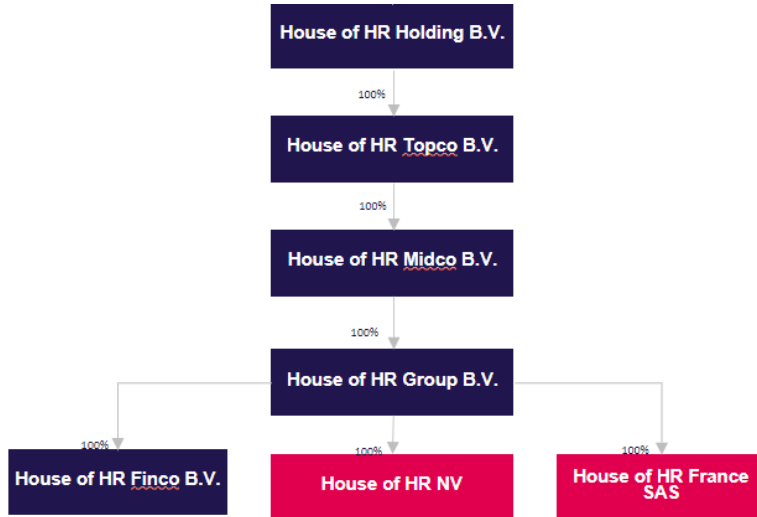 House of HR Holding B.V.
100%
House of HR Topco B.V.
100%
House of HR Midco B.V.
100%
House of HR Group B.V.
100%
100%
100%
House of HR Finco B.V.
House of HR NV
House of HR France
SAS